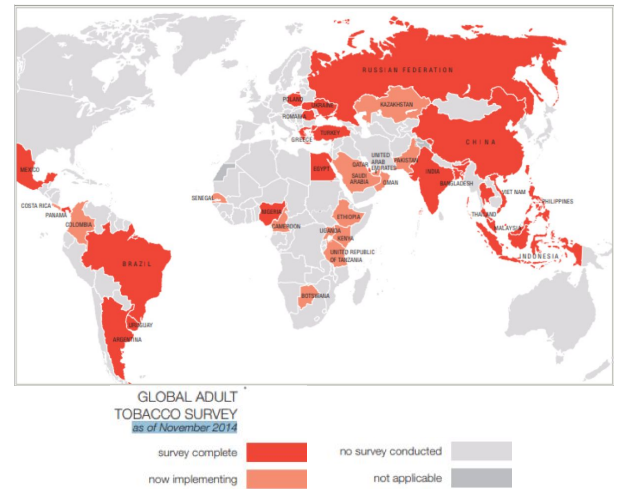 RUSSIAN FEDERATION
POLAND
UKRAINE
KAZAKHSTAN
ROMANIA
GREECE
TURKEY
CHINA
MEXICO
EGYPT
QATAR
SAUDI
ARABIA
UNITED
ARAB
EMIRATES
PAKISTAN
OMAN
INDIA
BANGLADESH
VIET NAM
PHILIPPINES
THAILAND
MALAYSIA
INDONESIA
COSTA RICA
PANAMA
COLOMBIA
SENEGAL
NIGERIA
CAMEROON
ETHIOPIA
UGANDA
KENYA
UNITED REPUBLIC
OF TANZANIA
BRAZIL
BOTSWANA
URUGUAY
ARGENTINA
GLOBAL ADULT
TOBACCO SURVEY
as of November 2014
survey complete
no survey conducted
now implementing
not applicable